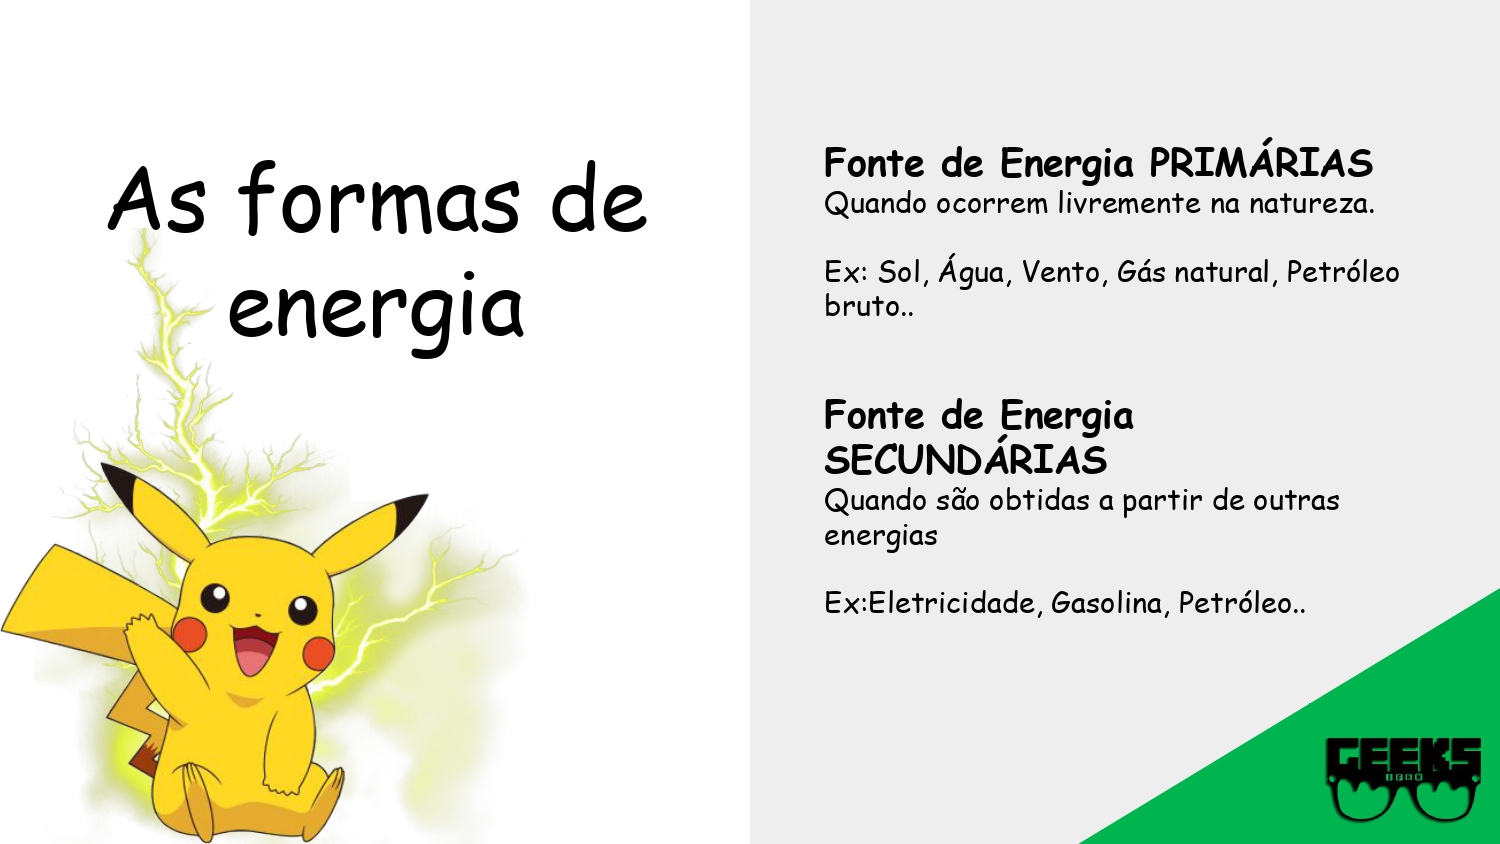 As formas de
energia
Fonte de Energia PRIMÁRIAS
Quando ocorrem livremente na natureza.
Ex: Sol, Água, Vento, Gás natural, Petróleo
bruto..
Fonte de Energia
SECUNDÁRIAS
Quando são obtidas a partir de outras
energias
Ex:Eletricidade, Gasolina, Petróleo..
GEEKS